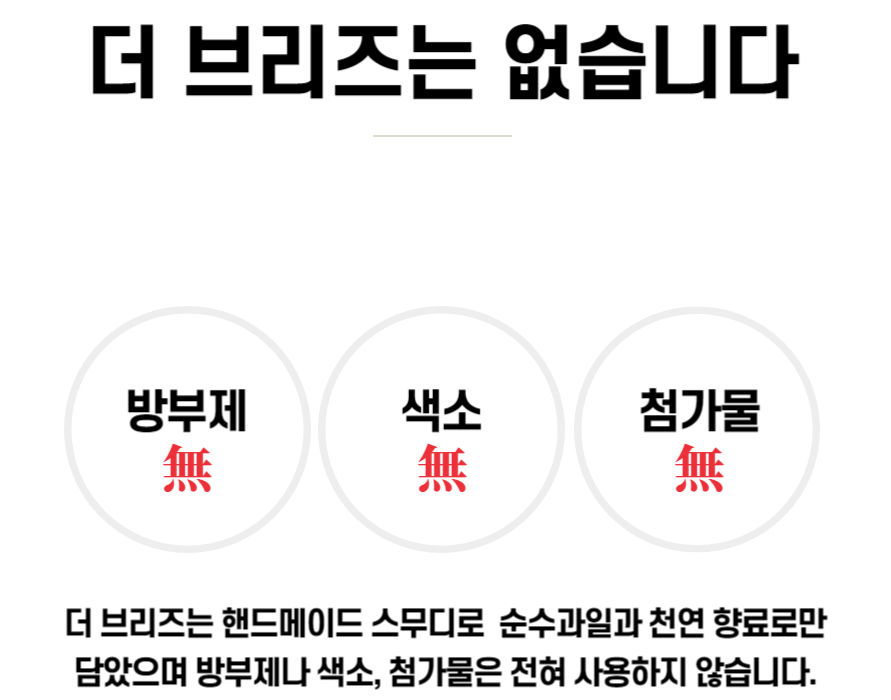 더 브리즈는 없습니다
방부제 색소 첨가물
無 無 無
더 브리즈는 핸드메이드 스무디로 순수과일과 천연 향료로만
담았으며 방부제나 색소, 첨가물은 전혀 사용하지 않습니다.